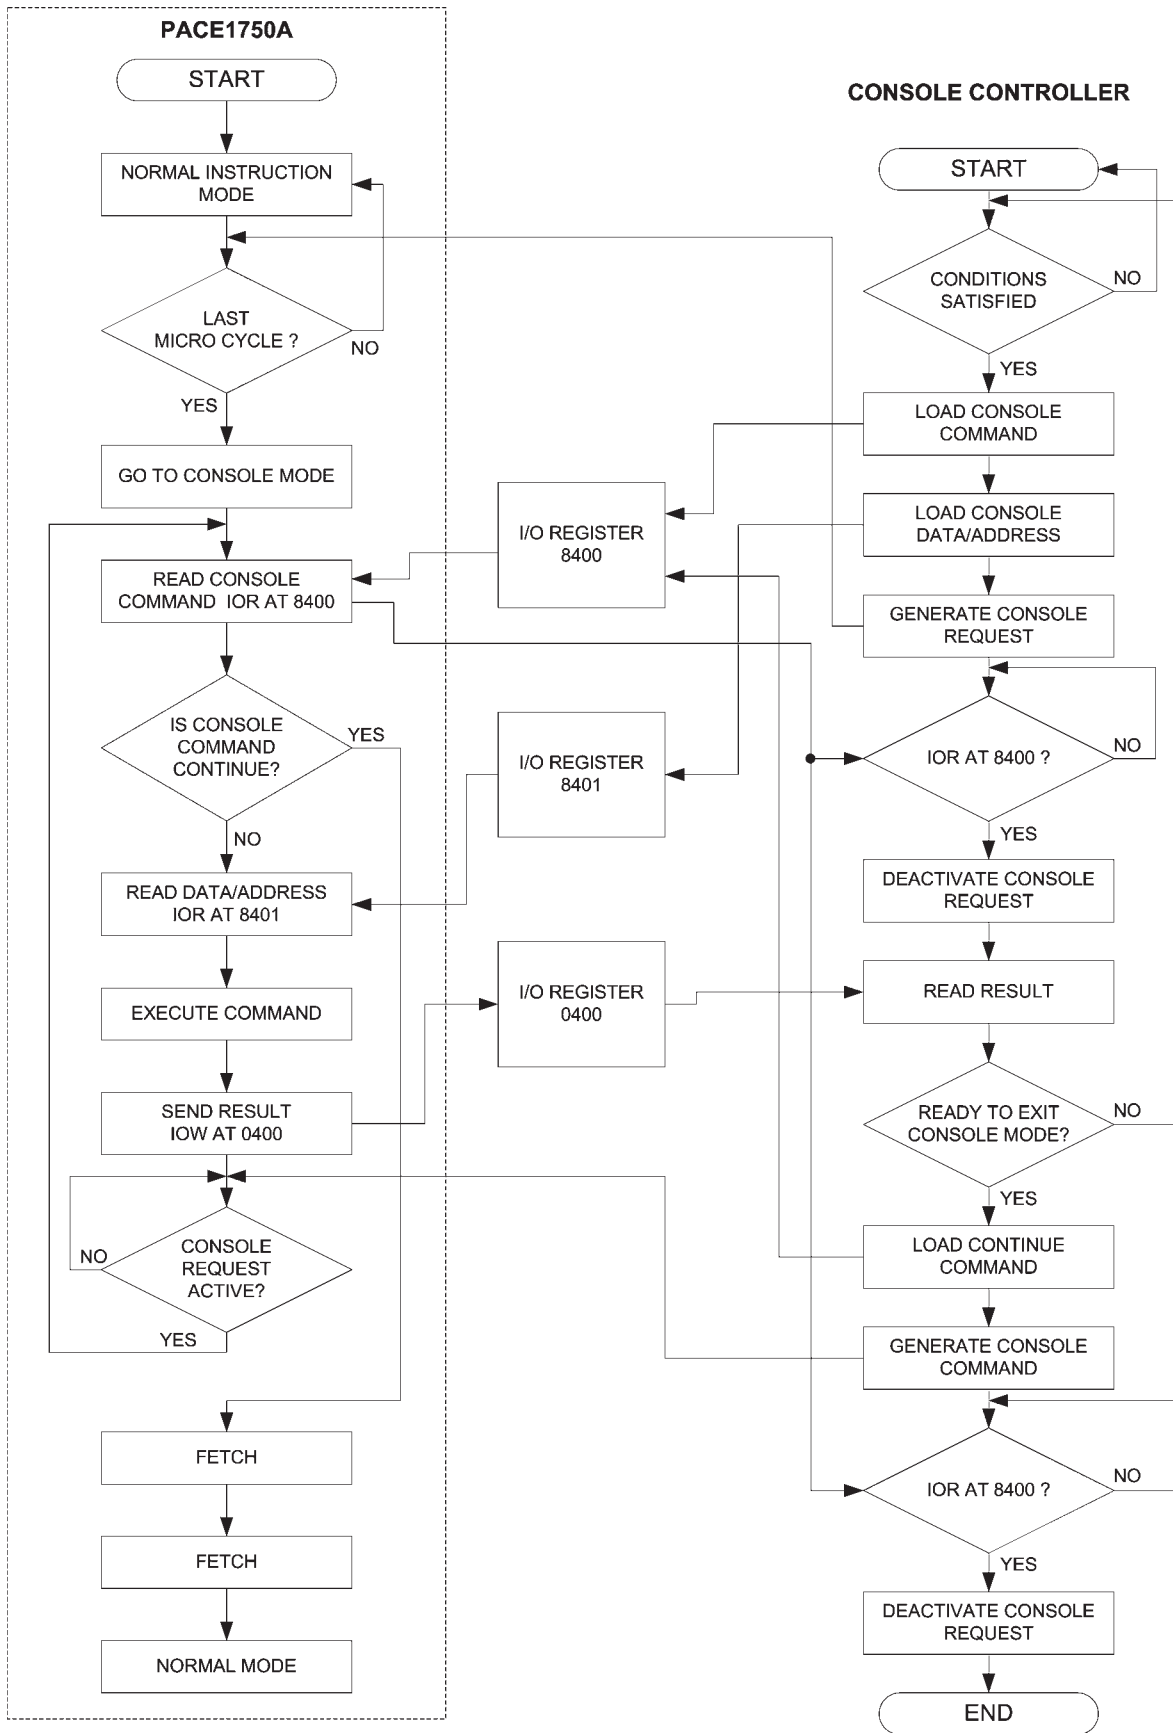 PACE1750A
START
NORMAL INSTRUCTION
MODE
LAST
MICRO CYCLE ?
NO
YES
GO TO CONSOLE MODE
READ CONSOLE
COMMAND IOR AT 8400
IS CONSOLE
COMMAND
CONTINUE?
YES
NO
READ DATA/ADDRESS
IOR AT 8401
EXECUTE COMMAND
SEND RESULT
IOW AT 0400
CONSOLE
REQUEST
ACTIVE?
NO
YES
FETCH
FETCH
NORMAL MODE
I/O REGISTER
8400
I/O REGISTER
8401
I/O REGISTER
0400
CONSOLE CONTROLLER
START
CONDITIONS
SATISFIED
NO
YES
LOAD CONSOLE
COMMAND
LOAD CONSOLE
DATA/ADDRESS
GENERATE CONSOLE
REQUEST
IOR AT 8400 ?
NO
YES
DEACTIVATE CONSOLE
REQUEST
READ RESULT
READY TO EXIT
CONSOLE MODE?
NO
YES
LOAD CONTINUE
COMMAND
GENERATE CONSOLE
COMMAND
IOR AT 8400 ?
NO
YES
DEACTIVATE CONSOLE
REQUEST
END